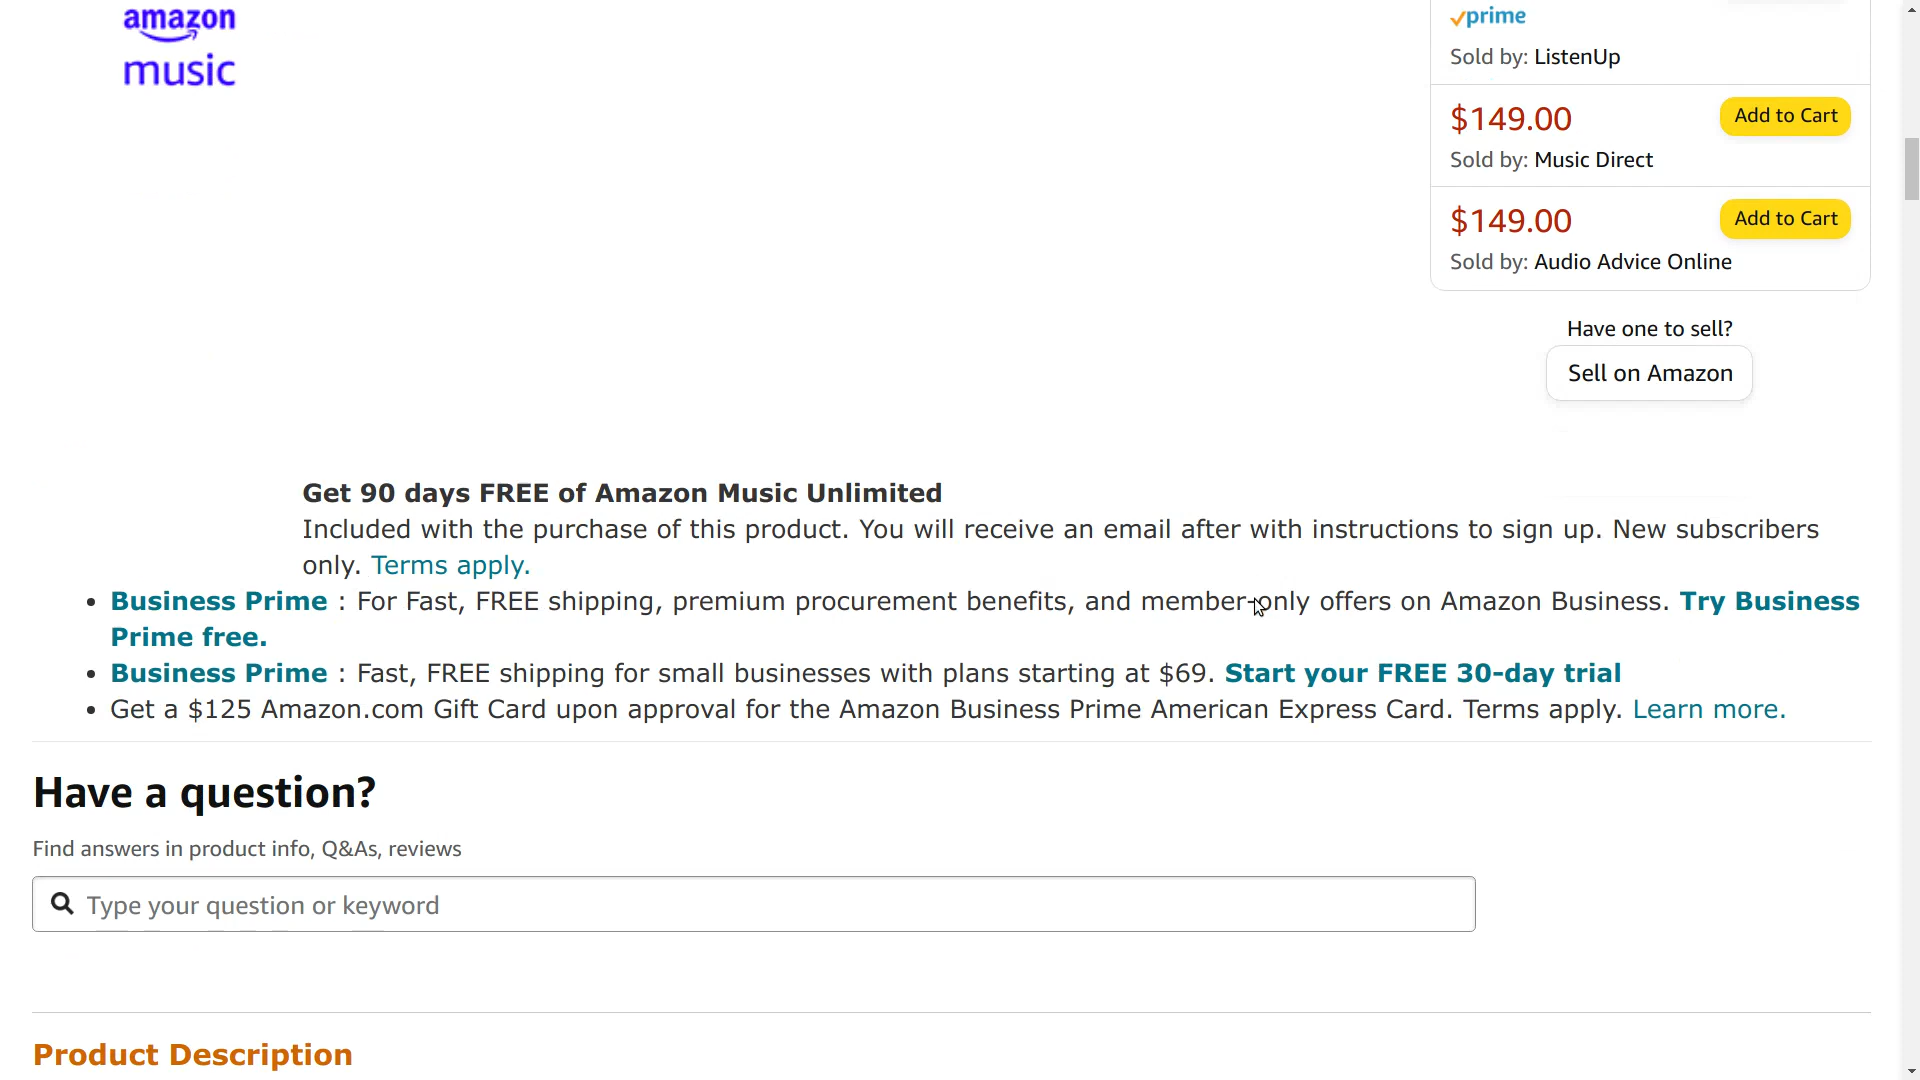 amazon
music
prime
Sold by: ListenUp
$149.00
Add to Cart
Sold by: Music Direct
$149.00
Add to Cart
Sold by: Audio Advice Online
Have one to sell?
Sell on Amazon
Get 90 days FREE of Amazon Music Unlimited
Included with the purchase of this product. You will receive an email after with instructions to sign up. New subscribers
only. Terms apply.
• Business Prime : For Fast, FREE shipping, premium procurement benefits, and member-only offers on Amazon Business. Try Business
Prime free.
• Business Prime : Fast, FREE shipping for small businesses with plans starting at $69. Start your FREE 30-day trial
• Get a $125 Amazon.com Gift Card upon approval for the Amazon Business Prime American Express Card. Terms apply. Learn more.
Have a question?
Find answers in product info, Q&As, reviews
Type your question or keyword
Product Description